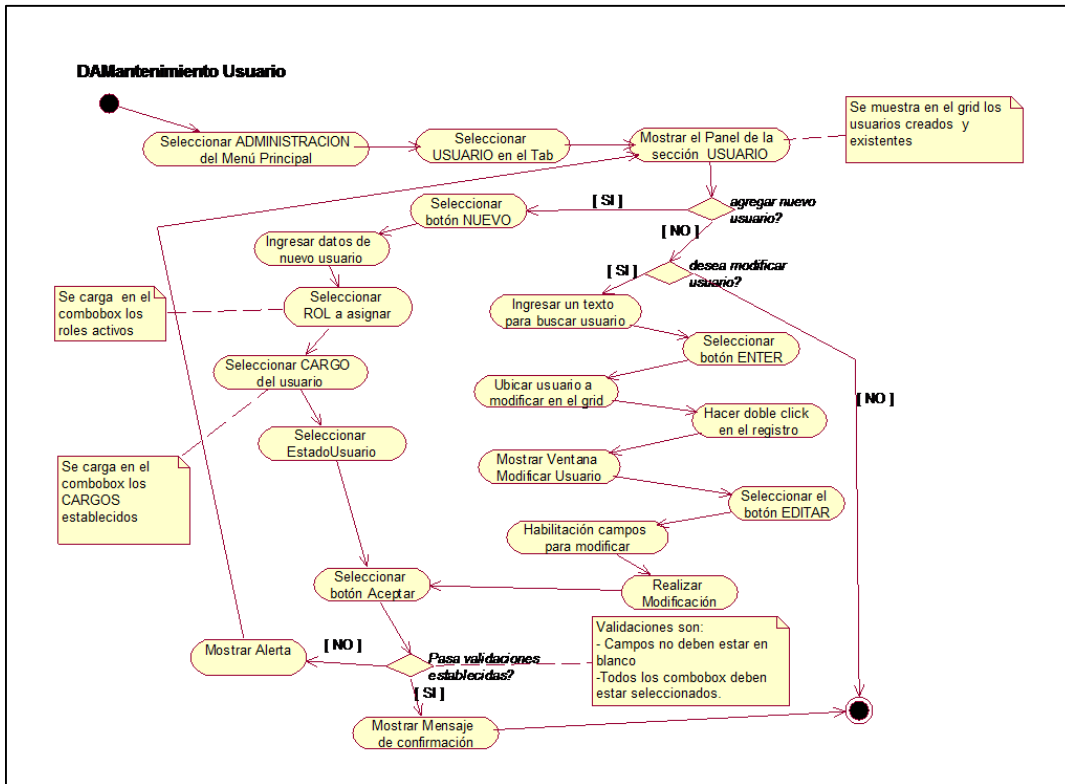 DAMantenimiento Usuario
Seleccionar ADMINISTRACION
del Menú Principal
Seleccionar
USUARIO en el Tab
Mostrar el Panel de la
sección USUARIO
Se muestra en el grid los
usuarios creados y
existentes
agregar nuevo
usuario?
[ SI ]
[ NO ]
Seleccionar
botón NUEVO
Ingresar datos de
nuevo usuario
Seleccionar
ROL a asignar
Se carga en el
combobox los
roles activos
Seleccionar CARGO
del usuario
Se carga en el
combobox los
CARGOS
establecidos
Seleccionar
EstadoUsuario
desea modificar
usuario?
[ SI ]
[ NO ]
Ingresar un texto
para buscar usuario
Seleccionar
botón ENTER
Ubicar usuario a
modificar en el grid
Hacer doble click
en el registro
Mostrar Ventana
Modificar Usuario
Seleccionar el
botón EDITAR
Habilitación campos
para modificar
Realizar
Modificación
Seleccionar
botón Aceptar
Pasa validaciones
establecidas?
Validaciones son:
- Campos no deben estar en
blanco
-Todos los combobox deben
estar seleccionados.
[ NO ]
Mostrar Alerta
[ SI ]
Mostrar Mensaje
de confirmación